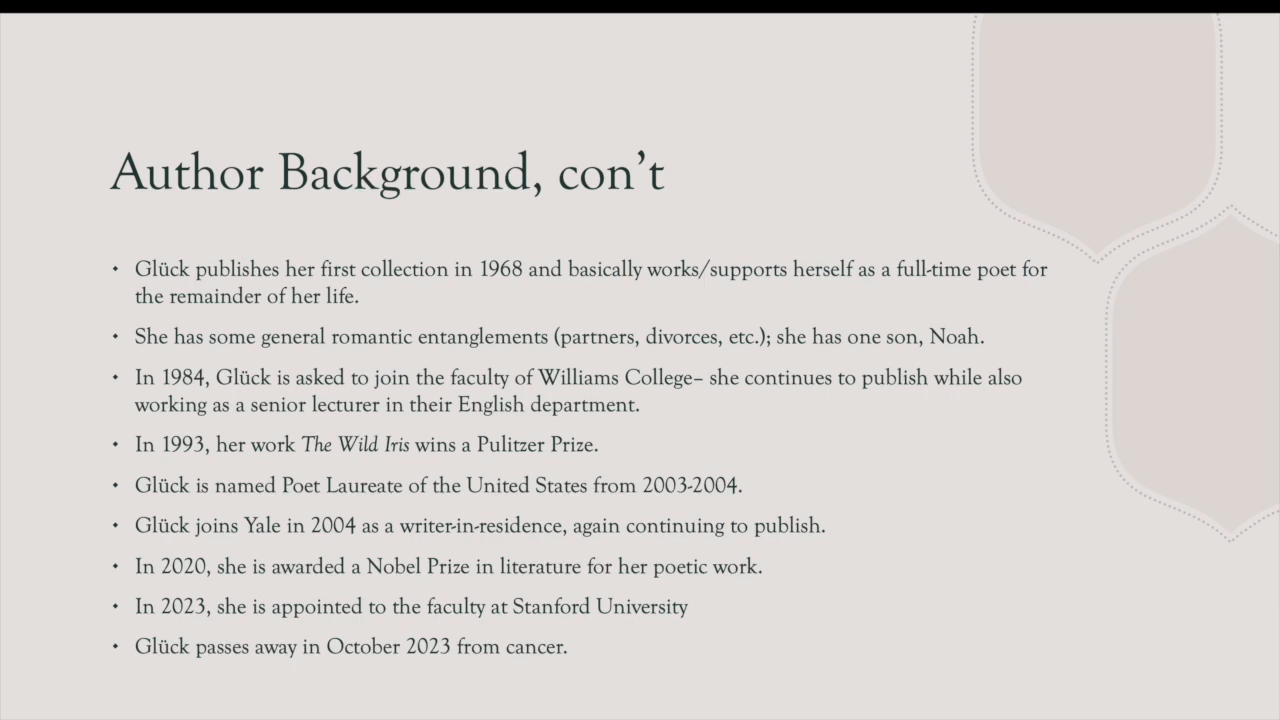 Author Background, con’t
• Glück publishes her first collection in 1968 and basically works/supports herself as a full-time poet for
the remainder of her life.
• She has some general romantic entanglements (partners, divorces, etc.); she has one son, Noah.
• In 1984, Glück is asked to join the faculty of Williams College– she continues to publish while also
working as a senior lecturer in their English department.
• In 1993, her work The Wild Iris wins a Pulitzer Prize.
• Glück is named Poet Laureate of the United States from 2003-2004.
• Glück joins Yale in 2004 as a writer-in-residence, again continuing to publish.
• In 2020, she is awarded a Nobel Prize in literature for her poetic work.
• In 2023, she is appointed to the faculty at Stanford University
• Glück passes away in October 2023 from cancer.